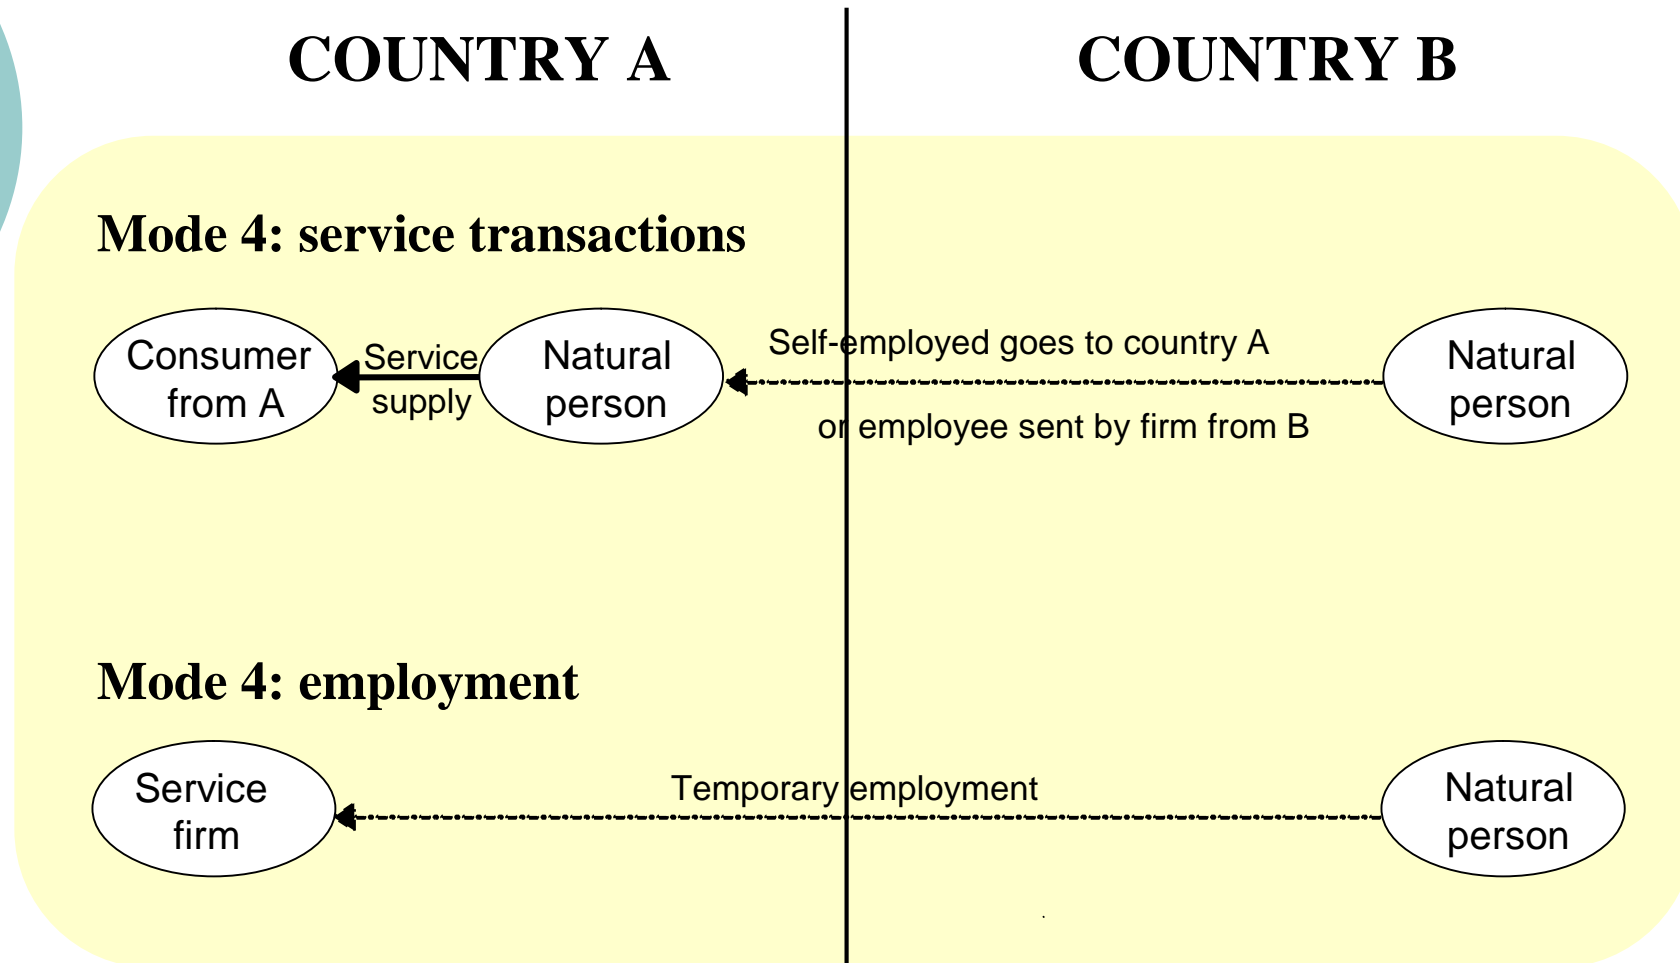 COUNTRY A
COUNTRY B
Mode 4: service transactions
Consumer
from A
Service
supply
Natural
person
Self-employed goes to country A
or employee sent by firm from B
Natural
person
Mode 4: employment
Service
firm
Temporary employment
Natural
person